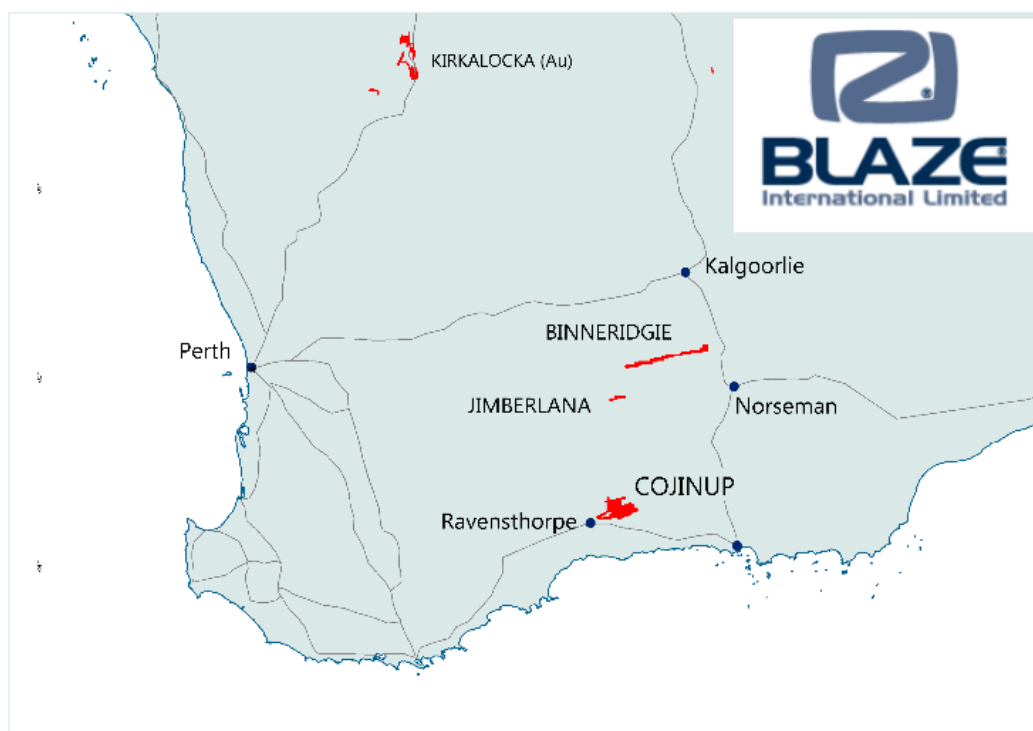 KIRKALOCKA (Au)
BLAZE®
International Limited
Kalgoorlie
BINNERIDGIE
Perth
JIMBERLANA
Norseman
COJINUP
Ravensthorpe